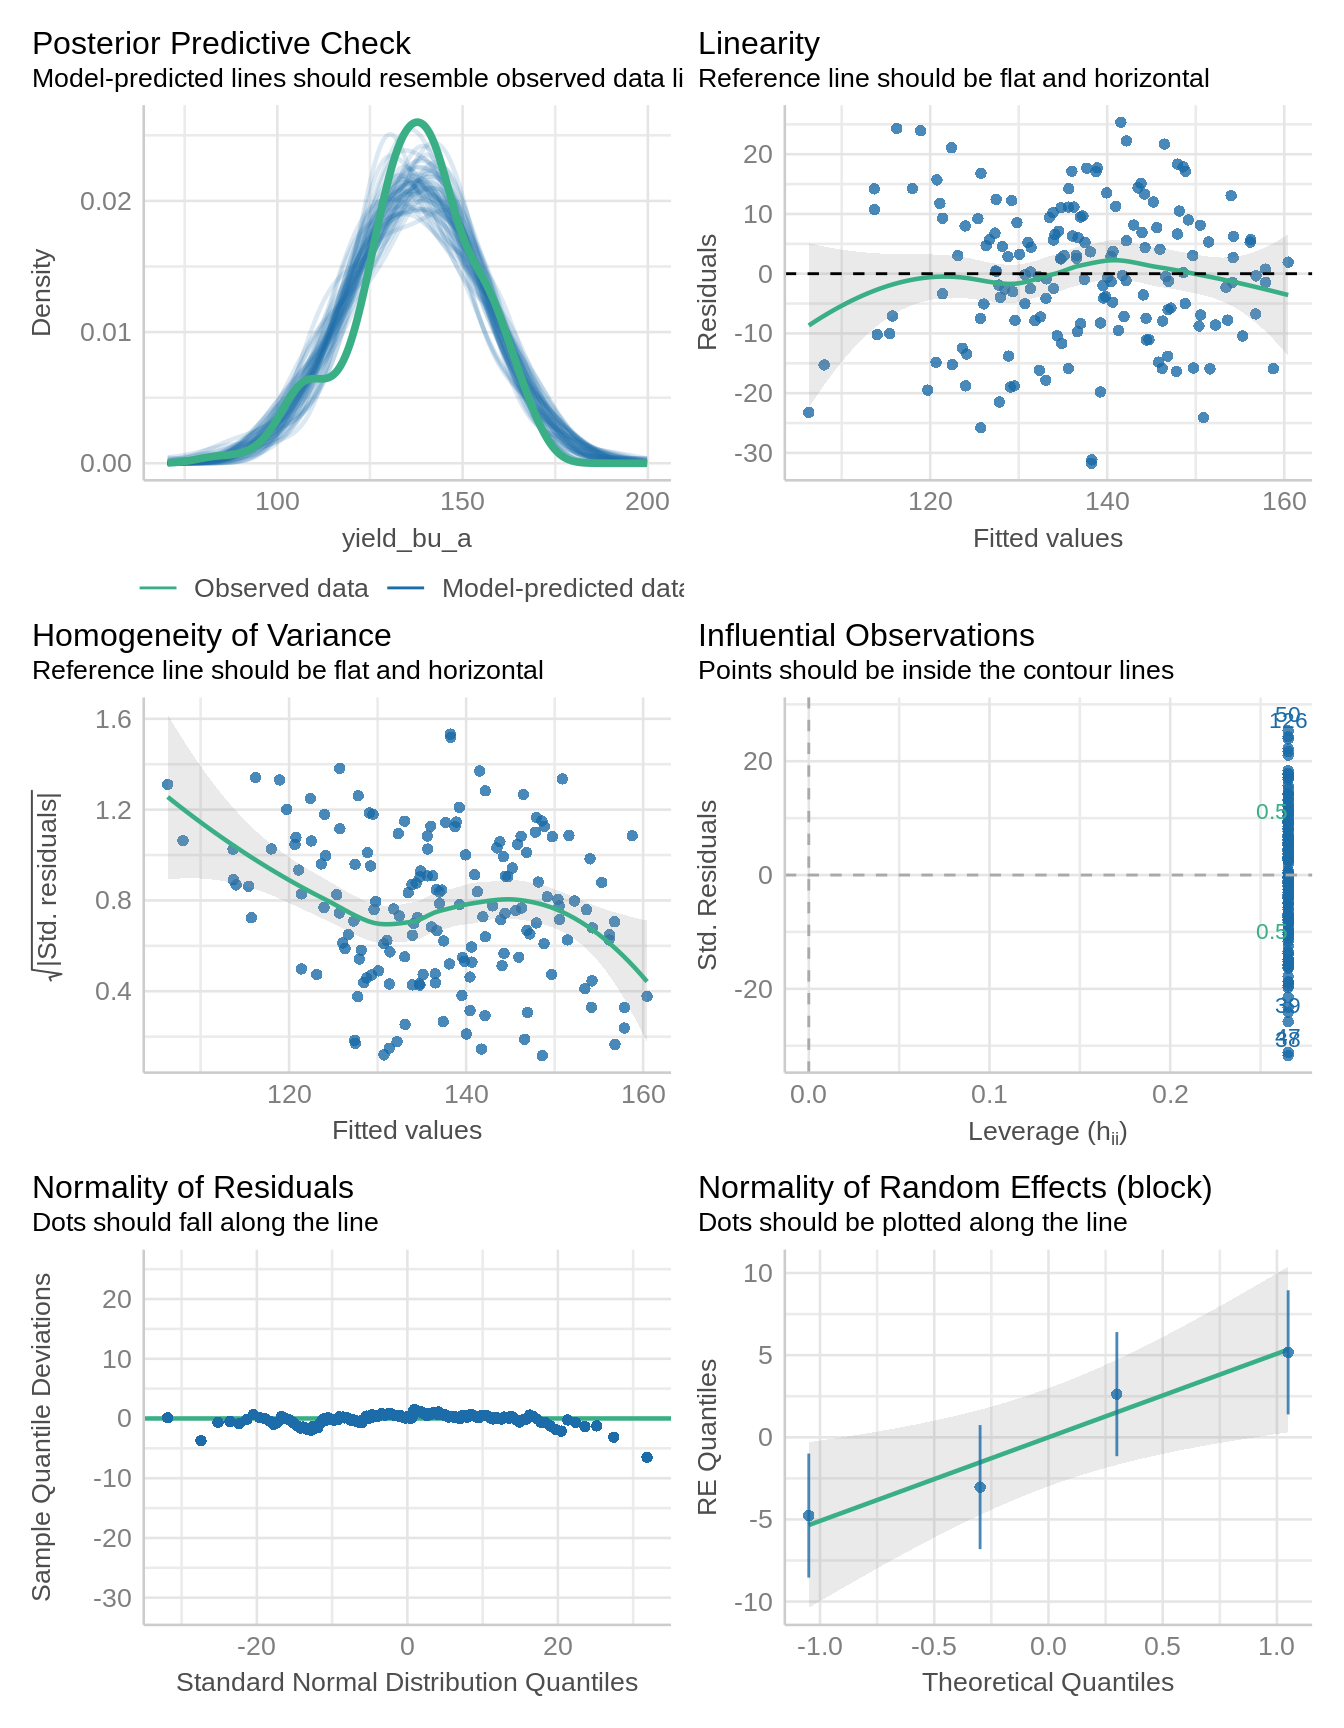 Posterior Predictive Check
Model-predicted lines should resemble observed data li
0.02
0.01
0.00
Density
100
150
200
yield_bu_a
Observed data
Model-predicted data
Linearity
Reference line should be flat and horizontal
20
10
0
-10
-20
-30
Residuals
120
140
160
Fitted values
Homogeneity of Variance
Reference line should be flat and horizontal
1.6
1.2
0.8
0.4
√|Std. residuals|
120
140
160
Fitted values
Influential Observations
Points should be inside the contour lines
50
126
20
0.5
0
0.5
-20
39
47
38
Std. Residuals
0.0
0.1
0.2
Leverage (hii)
Normality of Residuals
Dots should fall along the line
20
10
0
-10
-20
-30
Sample Quantile Deviations
-20
0
20
Standard Normal Distribution Quantiles
Normality of Random Effects (block)
Dots should be plotted along the line
10
5
0
-5
-10
RE Quantiles
-1.0
-0.5
0.0
0.5
1.0
Theoretical Quantiles